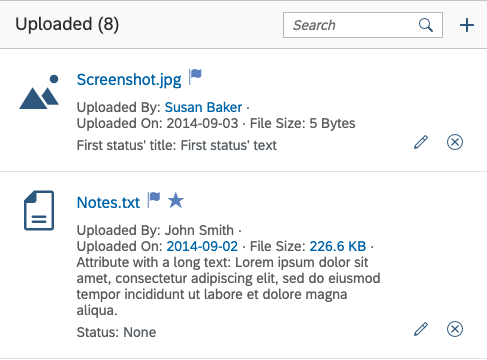 Uploaded (8)
Search
Screenshot.jpg
Uploaded By: Susan Baker ·
Uploaded On: 2014-09-03 · File Size: 5 Bytes
First status' title: First status' text
Notes.txt
Uploaded By: John Smith ·
Uploaded On: 2014-09-02 · File Size: 226.6 KB ·
Attribute with a long text: Lorem ipsum dolor sit
amet, consectetur adipiscing elit, sed do eiusmod
tempor incididunt ut labore et dolore magna
aliqua.
Status: None